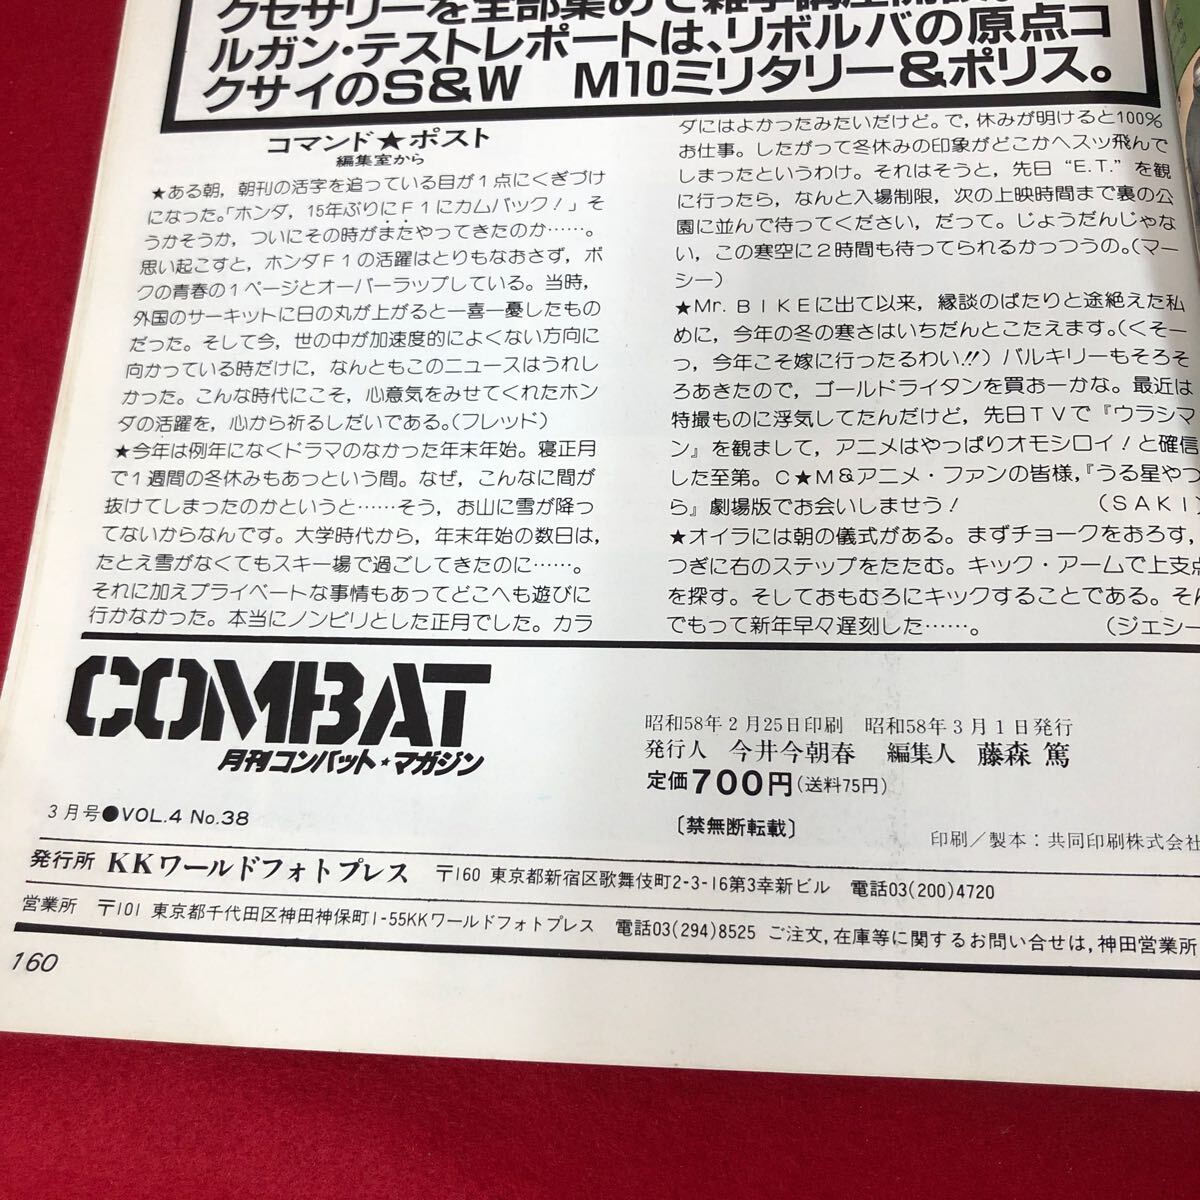 クセサリーを全部集めて雑学講座開設。
ルガン・テストレポートは、リボルバの原点コ
クサイのS&W　M10ミリタリー&ポリス。
コマンド★ポスト
編集室から
★ある朝，朝刊の活字を追っている目が1点にくぎづけ
になった。「ホンダ，15年ぶりにF1にカムバック！」そ
うかそうか，ついにその時がまたやってきたのか……。
思い起こすと，ホンダF1の活躍はとりもなおさず，ボ
クの青春の1ページとオーバーラップしている。当時，
外国のサーキットに日の丸が上がると一喜一憂したもの
だった。そして今，世の中が加速度的によくない方向に
向かっている時だけに，なんともこのニュースはうれし
かった。こんな時代にこそ，心意気をみせてくれたホン
ダの活躍を，心から祈るしだいである。（フレッド）
★今年は例年になくドラマのなかった年末年始。寝正月
で1週間の冬休みもあっという間。なぜ，こんなに間が
抜けてしまったのかというと……そう，お山に雪が降っ
てないからなんです。大学時代から，年末年始の数日は，
たとえ雪がなくてもスキー場で過ごしてきたのに……。
それに加えプライベートな事情もあってどこへも遊びに
行かなかった。本当にノンビリとした正月でした。カラ
ダにはよかったみたいだけど。で，休みが明けると100％
お仕事。したがって冬休みの印象がどこかへスッ飛んで
しまったというわけ。それはそうと，先日“E.T.”を観
に行ったら，なんと入場制限，次の上映時間まで裏の公
園に並んで待ってください，だって。じょうだんじゃな
い，この寒空に2時間も待ってられるかっつうの。（マー
シー）
★Mr. BIKEに出て以来，縁談のぱたりと途絶えた私
めに，今年の冬の寒さはいちだんとこたえます。（くそー
っ，今年こそ嫁に行ったるわい!!）バルキリーもそろそ
ろあきたので，ゴールドライタンを買おーかな。最近は
特撮ものに浮気してたんだけど，先日TVで『ウラシマ
ン』を観まして，アニメはやっぱりオモシロイ！と確信
した至第。C★M&アニメ・ファンの皆様，『うる星やつ
ら』劇場版でお会いしませう！　（SAKI）
★オイラには朝の儀式がある。まずチョークをおろす，
つぎに右のステップをたたむ。キック・アームで上支点
を探す。そしておもむろにキックすることである。そん
でもって新年早々遅刻した……。　（ジェシー
COMBAT
月刊コンバット★マガジン
3月号●VOL.4 No.38
昭和58年2月25日印刷　昭和58年3月1日発行
発行人　今井今朝春　編集人　藤森 篤
定価700円（送料75円）
〔禁無断転載〕
印刷／製本：共同印刷株式会社
発行所 KKワールドフォトプレス　〒160 東京都新宿区歌舞伎町2-3-16第3幸新ビル　電話03(200)4720
営業所　〒101 東京都千代田区神田神保町1-55KKワールドフォトプレス　電話03(294)8525 ご注文,在庫等に関するお問い合せは,神田営業所
160